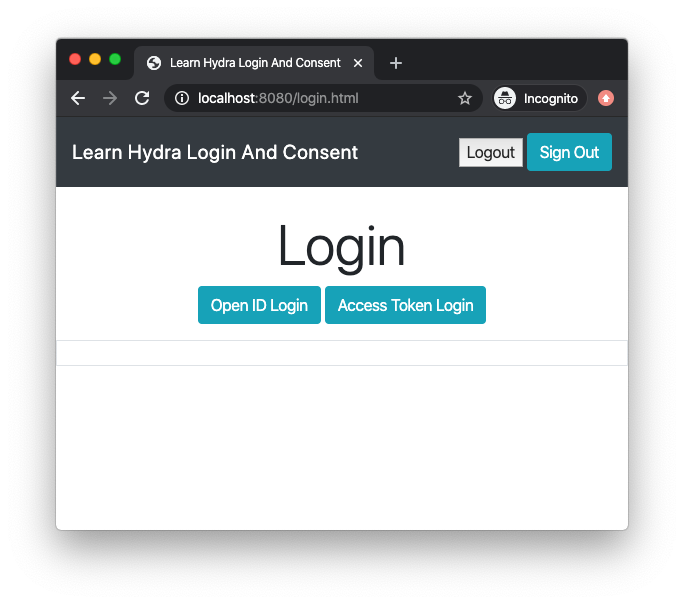 Learn Hydra Login And Consent
localhost:8080/login.html
Incognito
Learn Hydra Login And Consent
Logout
Sign Out
Login
Open ID Login
Access Token Login